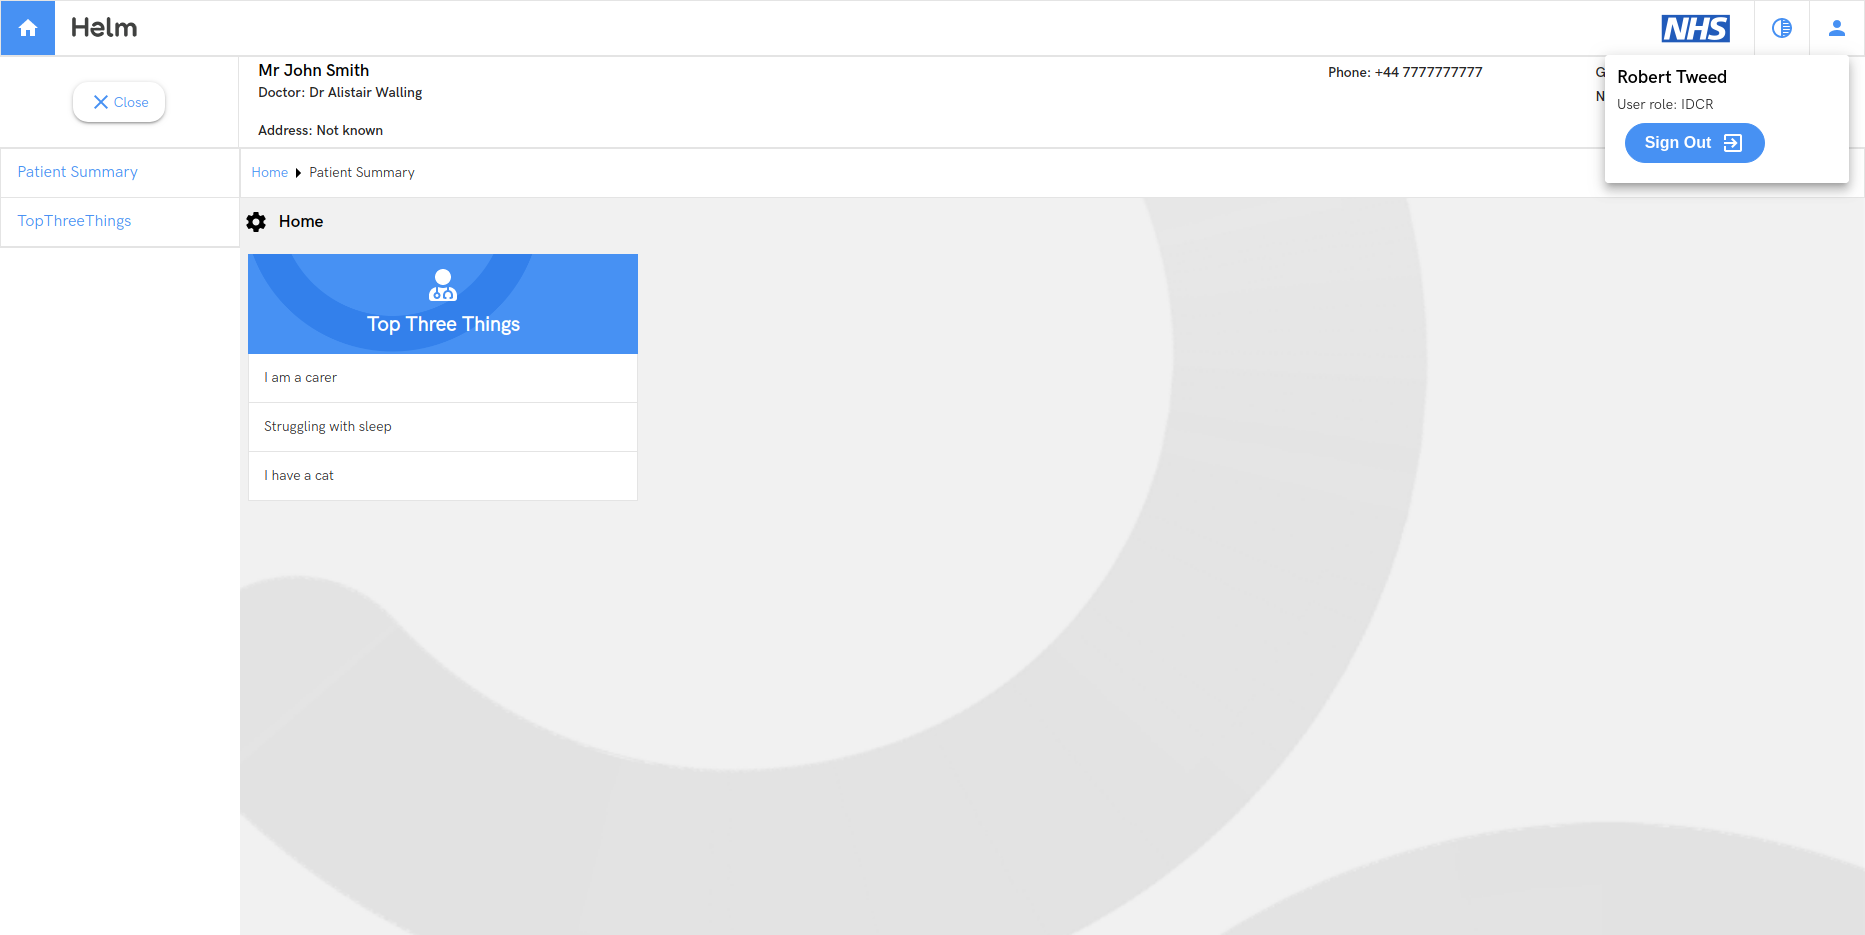 Helm
NHS
Mr John Smith
Doctor: Dr Alistair Walling
Address: Not known
Phone: +44 7777777777
G
N
Robert Tweed
User role: IDCR
Sign Out
Close
Patient Summary
TopThreeThings
Home Patient Summary
Home
Top Three Things
I am a carer
Struggling with sleep
I have a cat